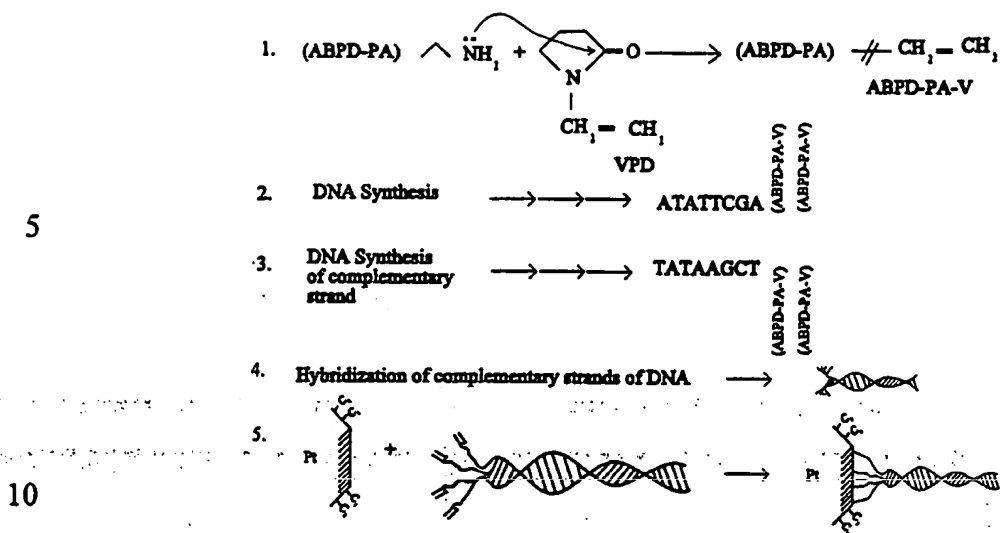 1. (ABPD-PA) NH₂ + N O (ABPD-PA) CH₂= CH₂
ABPD-PA-V
CH₂= CH₂
VPD
2. DNA Synthesis ATATTCGA (ABPD-PA-V) (ABPD-PA-V)
5
3. DNA Synthesis of complementary strand TATAAGCT (ABPD-PA-V) (ABPD-PA-V)
4. Hybridization of complementary strands of DNA
5. Pt + Pt
10